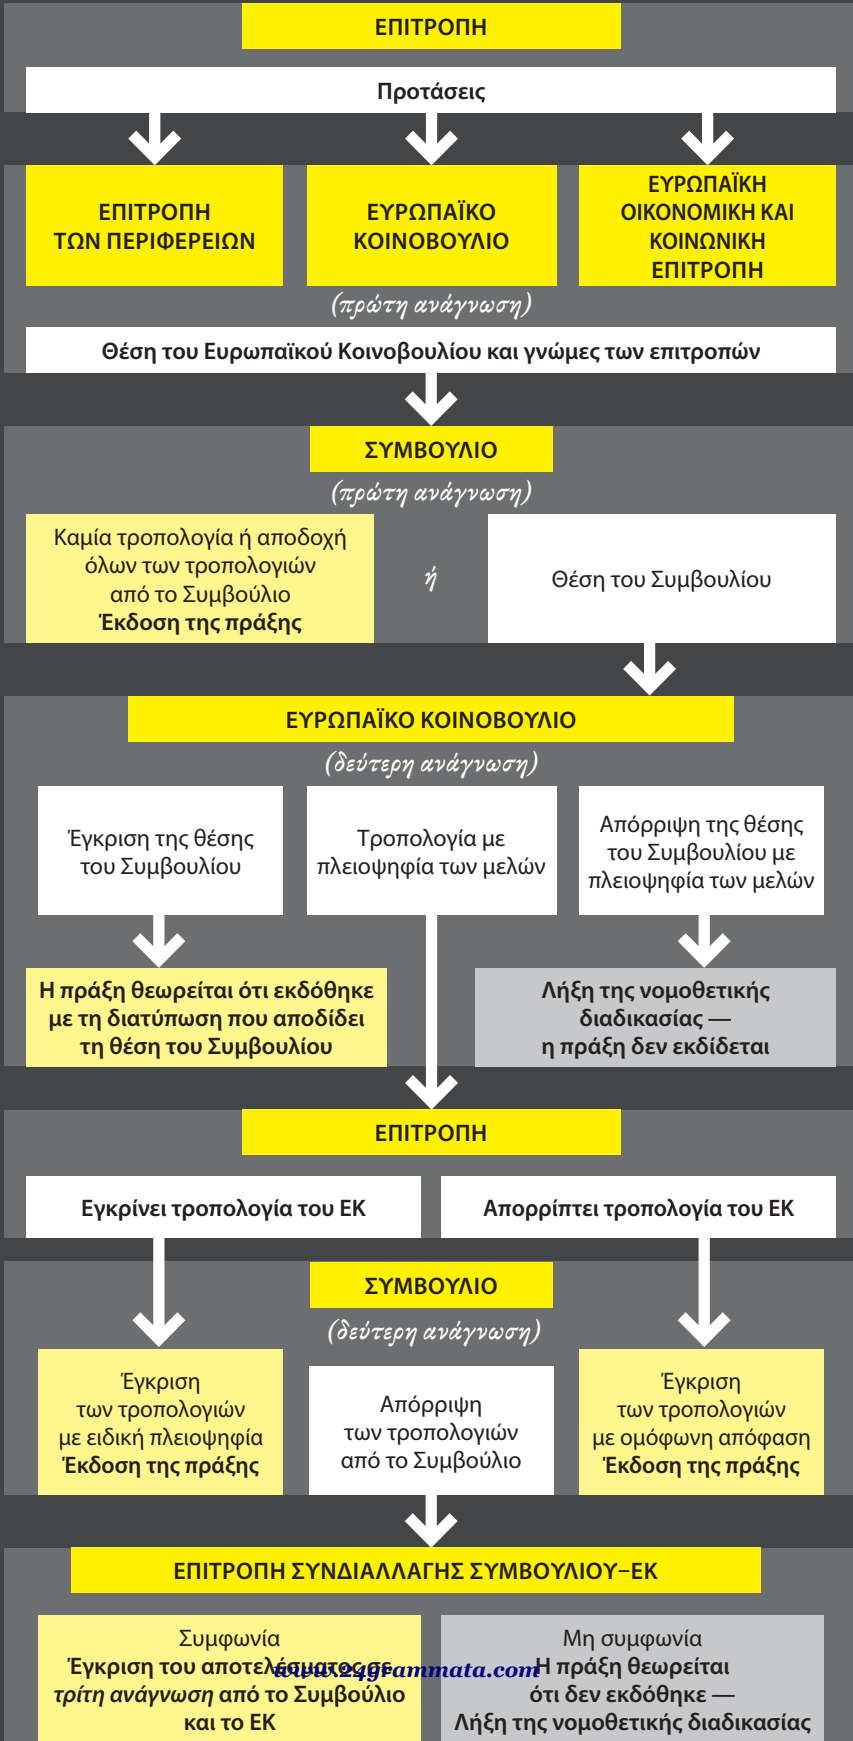 ΕΠΙΤΡΟΠΗ
Προτάσεις
ΕΠΙΤΡΟΠΗ
ΤΩΝ ΠΕΡΙΦΕΡΕΙΩΝ
ΕΥΡΩΠΑΪΚΟ
ΚΟΙΝΟΒΟΥΛΙΟ
ΕΥΡΩΠΑΪΚΗ
ΟΙΚΟΝΟΜΙΚΗ ΚΑΙ
ΚΟΙΝΩΝΙΚΗ
ΕΠΙΤΡΟΠΗ
(πρώτη ανάγνωση)
Θέση του Ευρωπαϊκού Κοινοβουλίου και γνώμες των επιτροπών
ΣΥΜΒΟΥΛΙΟ
(πρώτη ανάγνωση)
Καμία τροπολογία ή αποδοχή
όλων των τροπολογιών
από το Συμβούλιο
Έκδοση της πράξης
ή
Θέση του Συμβουλίου
ΕΥΡΩΠΑΪΚΟ ΚΟΙΝΟΒΟΥΛΙΟ
(δεύτερη ανάγνωση)
Έγκριση της θέσης
του Συμβουλίου
Τροπολογία με
πλειοψηφία των μελών
Απόρριψη της θέσης
του Συμβουλίου με
πλειοψηφία των μελών
Η πράξη θεωρείται ότι εκδόθηκε
με τη διατύπωση που αποδίδει
τη θέση του Συμβουλίου
Λήξη της νομοθετικής
διαδικασίας —
η πράξη δεν εκδίδεται
ΕΠΙΤΡΟΠΗ
Εγκρίνει τροπολογία του ΕΚ
Απορρίπτει τροπολογία του ΕΚ
ΣΥΜΒΟΥΛΙΟ
(δεύτερη ανάγνωση)
Έγκριση
των τροπολογιών
με ειδική πλειοψηφία
Έκδοση της πράξης
Απόρριψη
των τροπολογιών
από το Συμβούλιο
Έγκριση
των τροπολογιών
με ομόφωνη απόφαση
Έκδοση της πράξης
ΕΠΙΤΡΟΠΗ ΣΥΝΔΙΑΛΛΑΓΗΣ ΣΥΜΒΟΥΛΙΟΥ–ΕΚ
Συμφωνία
Έγκριση του αποτελέσματος σε
τρίτη ανάγνωση από το Συμβούλιο
και το ΕΚ
www.24grammata.com
Μη συμφωνία
Η πράξη θεωρείται
ότι δεν εκδόθηκε —
Λήξη της νομοθετικής διαδικασίας